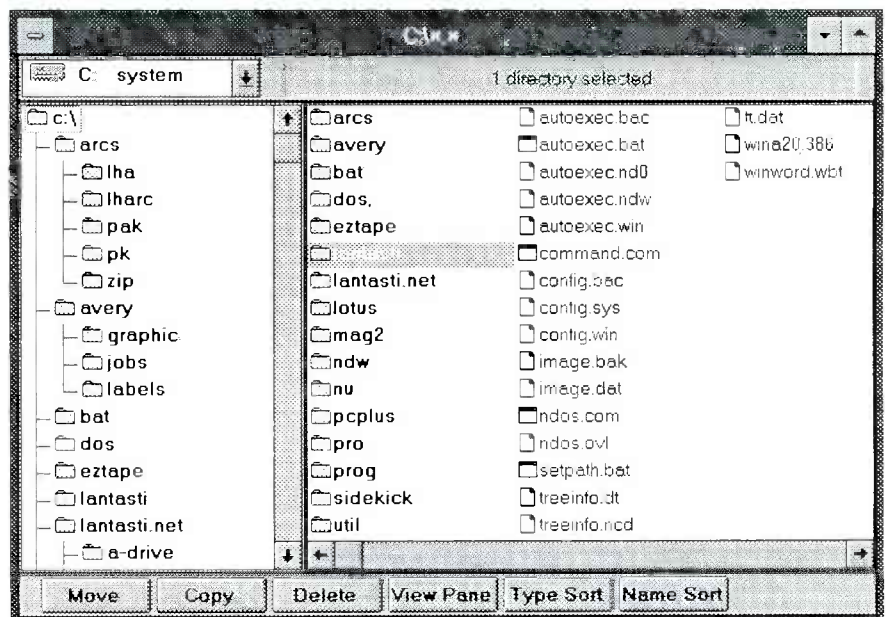 C:\*.*
C: system
1 directory selected
c:\
arcs
lha
lharc
pak
pk
zip
avery
graphic
jobs
labels
bat
dos
eztape
lantasti
lantasti.net
a-drive
arcs
avery
bat
dos,
eztape
lantasti.net
lotus
mag2
ndw
nu
pcplus
pro
prog
sidekick
util
autoexec.bac
autoexec.bat
autoexec.nd0
autoexec.ndw
autoexec.win
command.com
config.bac
config.sys
config.win
image.bak
image.dat
ndos.com
ndos.ovl
setpath.bat
treeinfo.dt
treeinfo.ncd
ft.dat
wina20.386
winword.wbt
Move Copy Delete View Pane Type Sort Name Sort